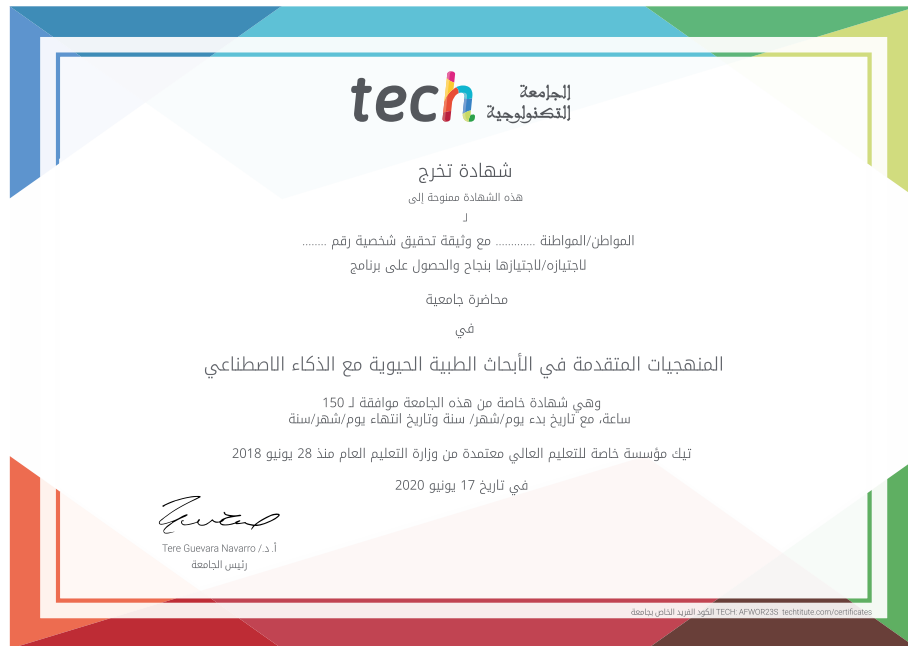 tech الجامعة
التكنولوجية
شهادة تخرج
هذه الشهادة ممنوحة إلى
لـ
المواطن/المواطنة ............ مع وثيقة تحقيق شخصية رقم ........
لاجتيازه/لاجتيازها بنجاح والحصول على برنامج
محاضرة جامعية
في
المنهجيات المتقدمة في الأبحاث الطبية الحيوية مع الذكاء الاصطناعي
وهي شهادة خاصة من هذه الجامعة موافقة لـ 150
ساعة، مع تاريخ بدء يوم/شهر/ سنة وتاريخ انتهاء يوم/شهر/سنة
تيك مؤسسة خاصة للتعليم العالي معتمدة من وزارة التعليم العام منذ 28 يونيو 2018
في تاريخ 17 يونيو 2020
أ. د./ Tere Guevara Navarro
رئيس الجامعة
الكود الفريد الخاص بجامعة TECH: AFWOR23S techtitute.com/certificates